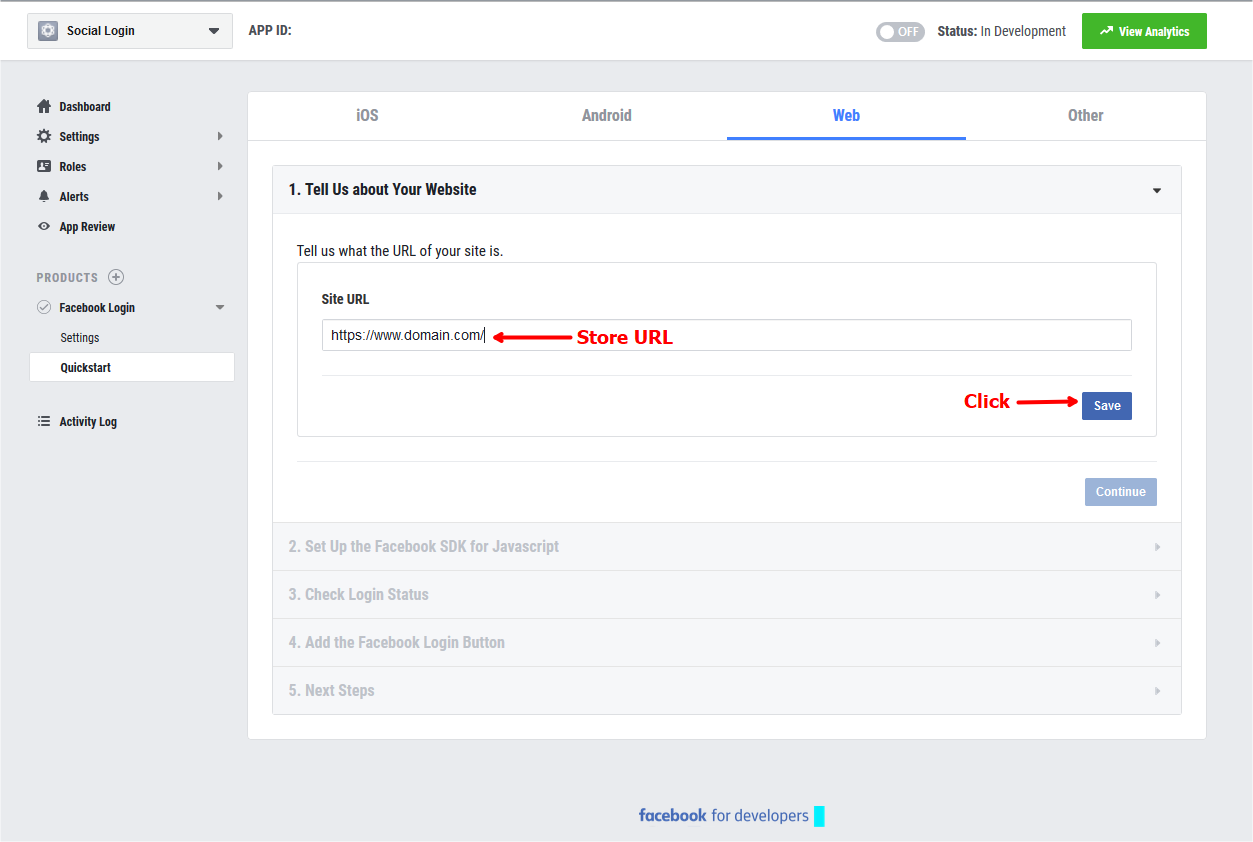 Social Login
APP ID:
OFF
Status: In Development
View Analytics
Dashboard
Settings
Roles
Alerts
App Review
PRODUCTS
Facebook Login
Settings
Quickstart
Activity Log
iOS Android Web Other
1. Tell Us about Your Website
Tell us what the URL of your site is.
Site URL
https://www.domain.com/ Store URL
Click Save
Continue
2. Set Up the Facebook SDK for Javascript
3. Check Login Status
4. Add the Facebook Login Button
5. Next Steps
facebook for developers